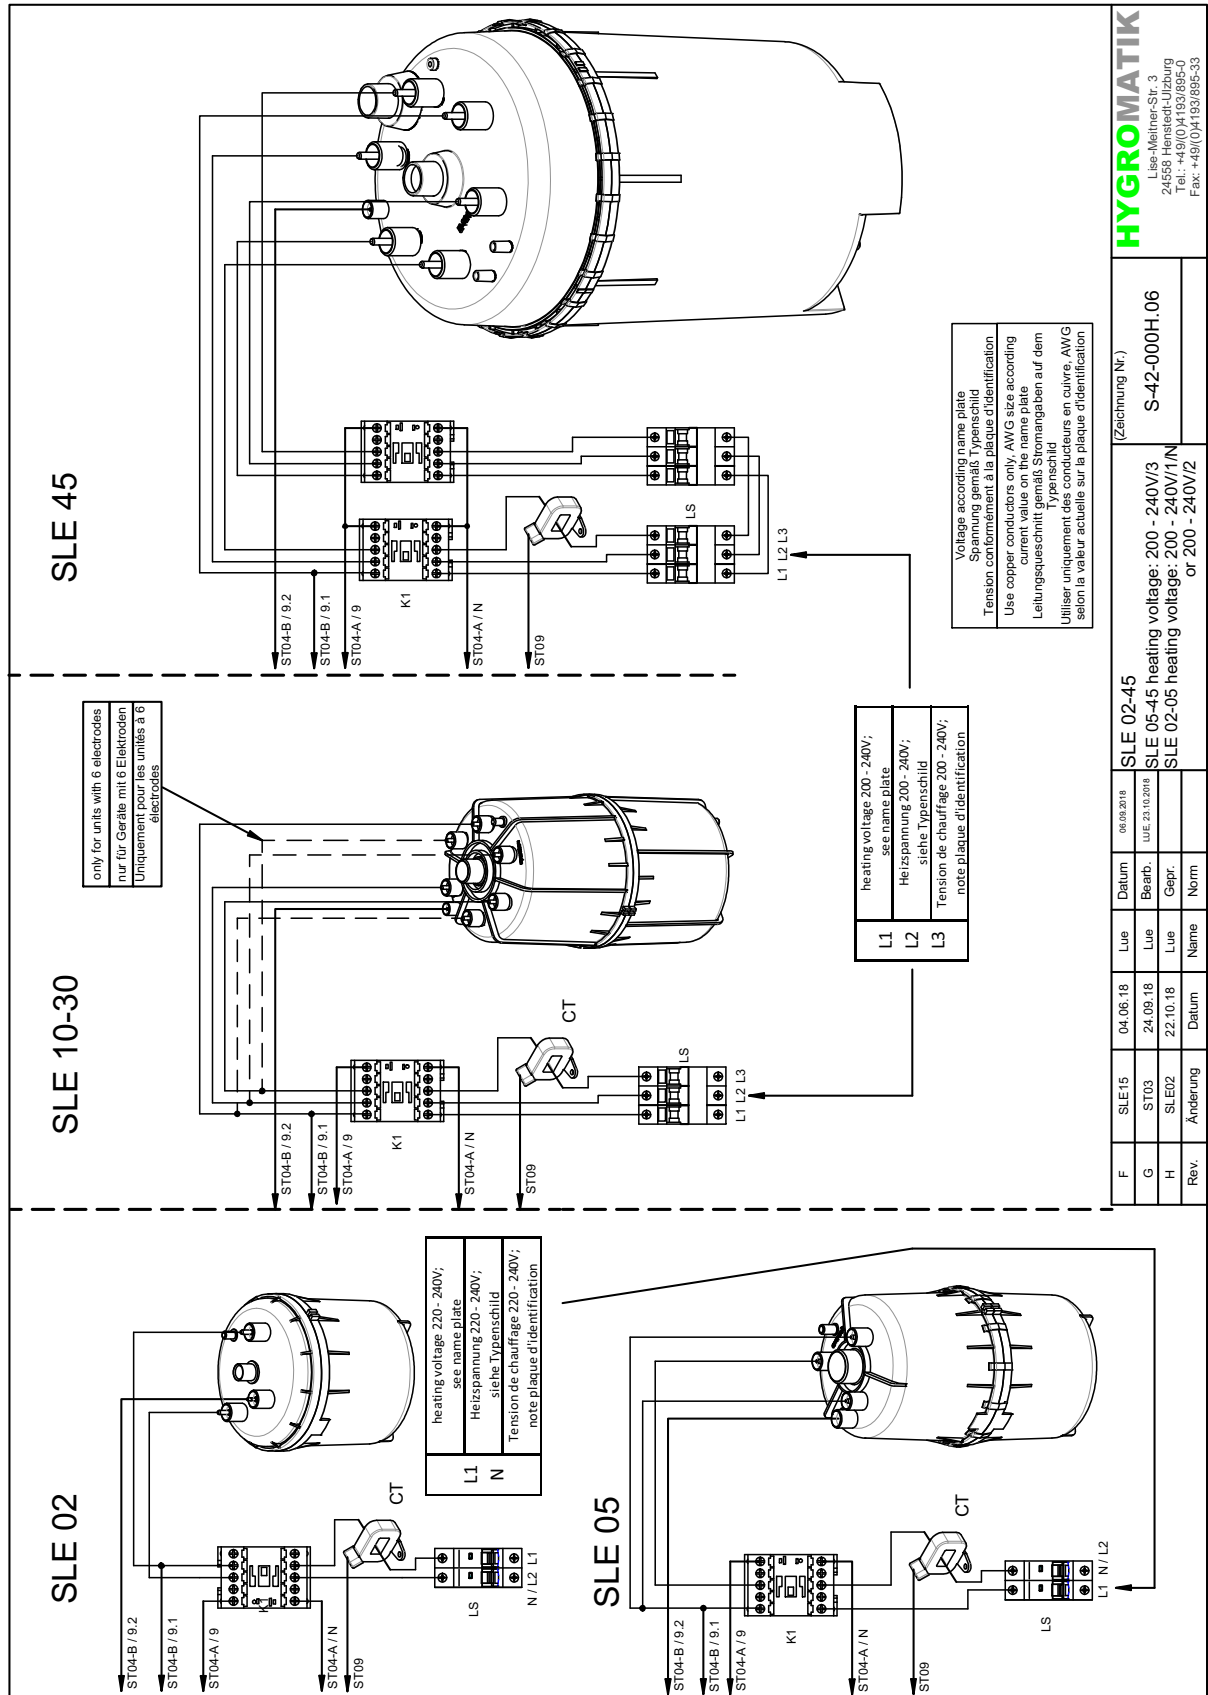 SLE 02
ST04-B / 9.2
ST04-B / 9.1
ST04-A / 9
K1
ST04-A / N
ST09
CT
LS
N / L2 L1
L1
N
heating voltage 220 - 240V;
see name plate
Heizspannung 220 - 240V;
siehe Typenschild
Tension de chauffage 220 - 240V;
note plaque d'identification
SLE 05
ST04-B / 9.2
ST04-B / 9.1
ST04-A / 9
K1
ST04-A / N
ST09
CT
LS
L1 N / L2
SLE 10-30
only for units with 6 electrodes
nur für Geräte mit 6 Elektroden
Uniquement pour les unités à 6
électrodes
ST04-B / 9.2
ST04-B / 9.1
ST04-A / 9
K1
ST04-A / N
ST09
CT
LS
L1 L2 L3
L1
L2
L3
heating voltage 200 - 240V;
see name plate
Heizspannung 200 - 240V;
siehe Typenschild
Tension de chauffage 200 - 240V;
note plaque d'identification
SLE 45
ST04-B / 9.2
ST04-B / 9.1
ST04-A / 9
K1
ST04-A / N
ST09
LS
L1 L2 L3
Voltage according name plate
Spannung gemäß Typenschild
Tension conformément à la plaque d'identification
Use copper conductors only, AWG size according
current value on the name plate
Leitungsqueschnitt gemäß Stromangaben auf dem
Typenschild
Utiliser uniquement des conducteurs en cuivre, AWG
selon la valeur actuelle sur la plaque d'identification
F SLE15 04.06.18 Lue Datum 06.09.2018
G ST03 24.09.18 Lue Bearb. LUE, 23.10.2018
H SLE02 22.10.18 Lue Gepr.
Rev. Änderung Datum Name Norm
SLE 02-45
SLE 05-45 heating voltage: 200 - 240V/3
SLE 02-05 heating voltage: 200 - 240V/1/N
or 200 - 240V/2
(Zeichnung Nr.)
S-42-000H.06
HYGROMATIK
Lise-Meitner-Str. 3
24558 Henstedt-Ulzburg
Tel.: +49/(0)4193/895-0
Fax: +49/(0)4193/895-33